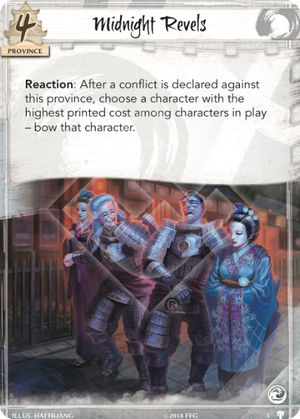 Midnight Revels
4
PROVINCE
Reaction: After a conflict is declared against
this province, choose a character with the
highest printed cost among characters in play
– bow that character.
ILLUS. HAI HOANG
© 2018 FFG
3